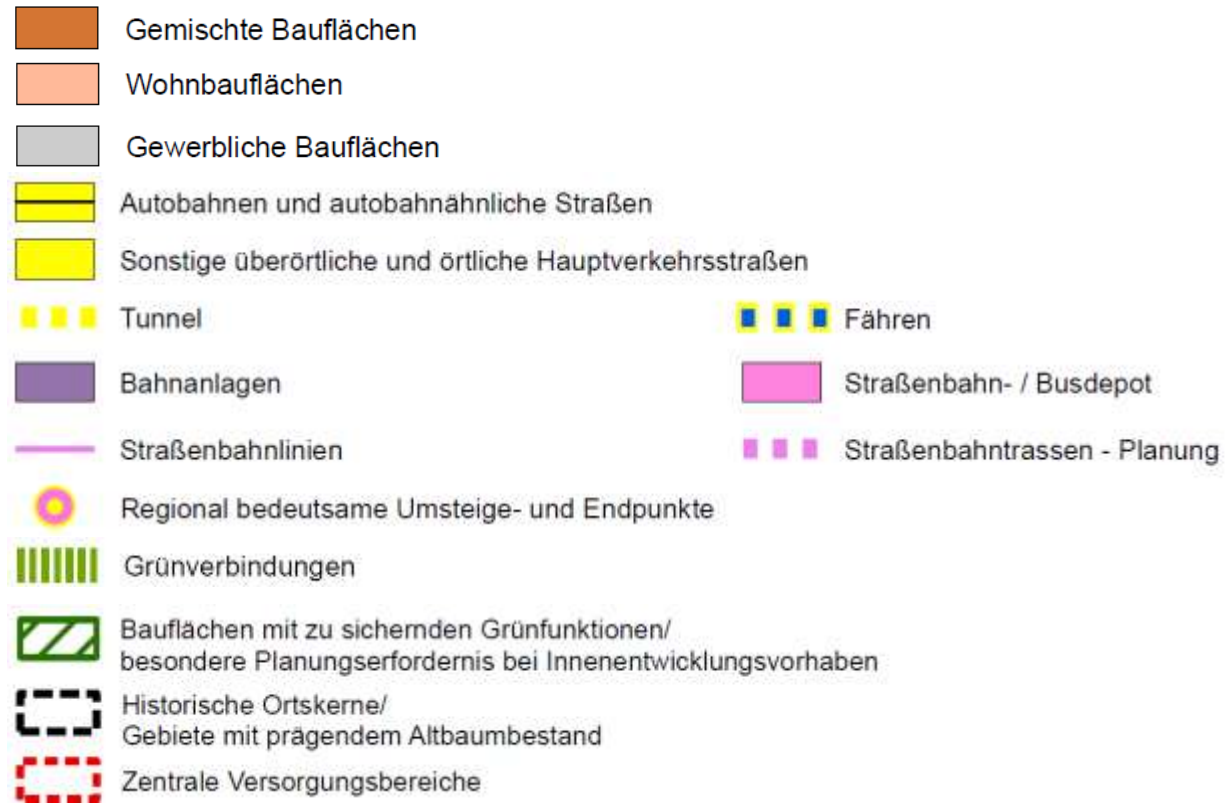 Gemischte Bauflächen
Wohnbauflächen
Gewerbliche Bauflächen
Autobahnen und autobahnähnliche Straßen
Sonstige überörtliche und örtliche Hauptverkehrsstraßen
Tunnel
Fähren
Bahnanlagen
Straßenbahn- / Busdepot
Straßenbahnlinien
Straßenbahntrassen - Planung
Regional bedeutsame Umsteige- und Endpunkte
Grünverbindungen
Bauflächen mit zu sichernden Grünfunktionen/
besondere Planungserfordernis bei Innenentwicklungsvorhaben
Historische Ortskerne/
Gebiete mit prägendem Altbaumbestand
Zentrale Versorgungsbereiche